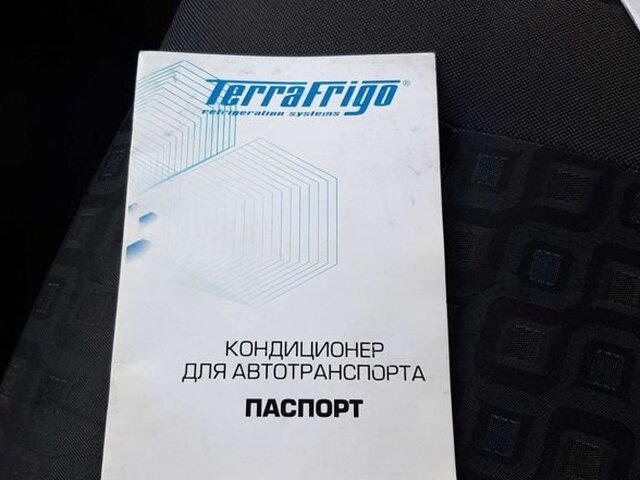 TerraFrigo®
refrigeration systems
КОНДИЦИОНЕР
ДЛЯ АВТОТРАНСПОРТА
ПАСПОРТ